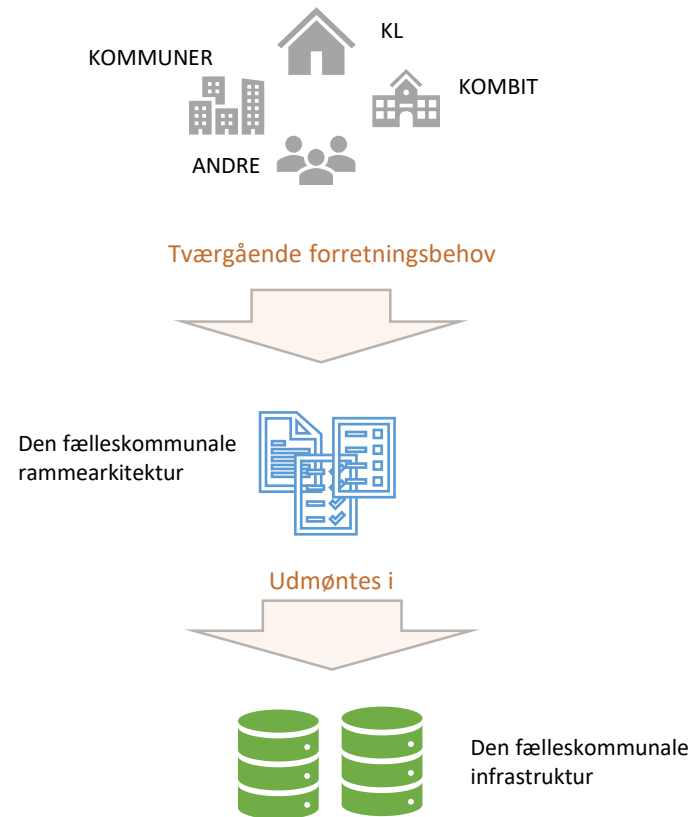 KL
KOMMUNER
KOMBIT
ANDRE
Tværgående forretningsbehov
Den fælleskommunale
rammearkitektur
Udmøntes i
Den fælleskommunale
infrastruktur